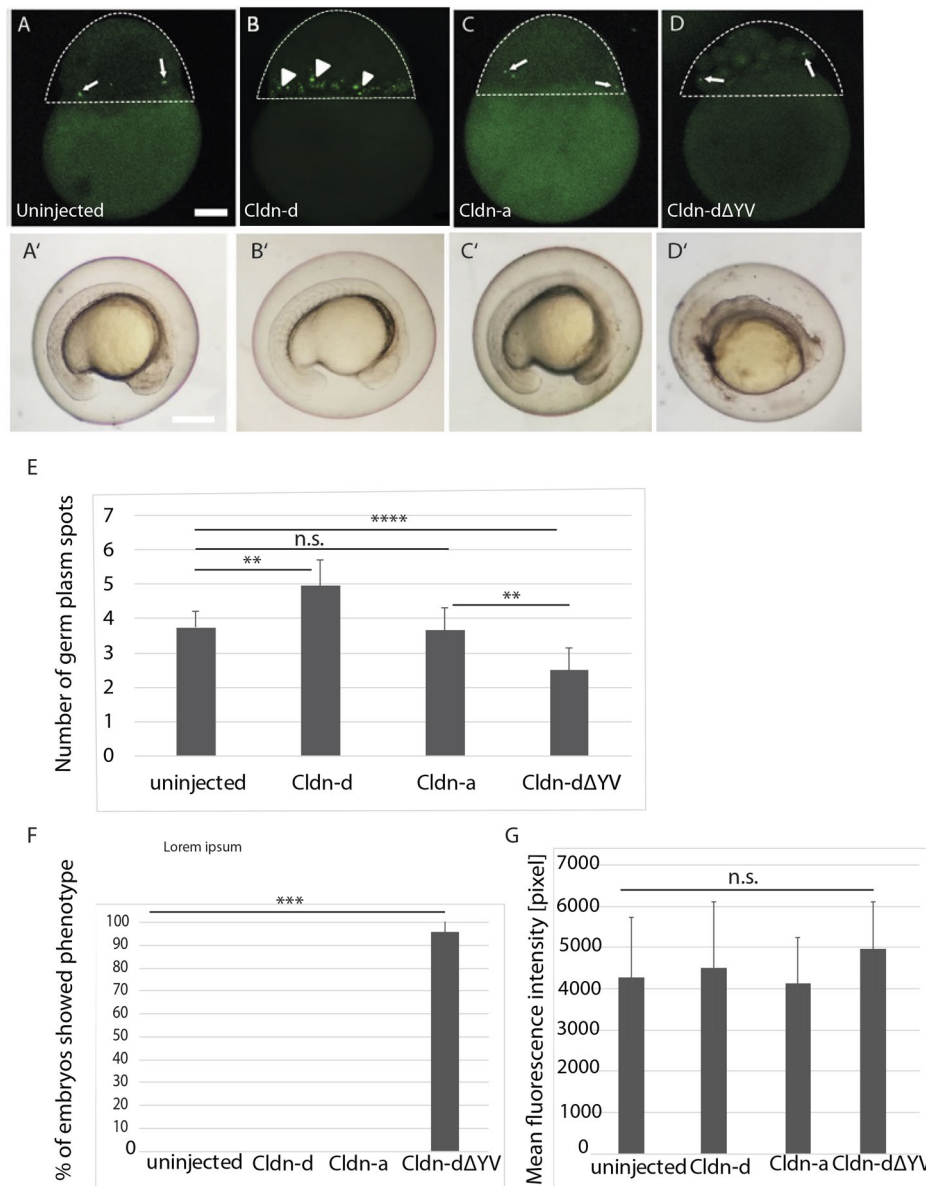 A
B
C
D
Uninjected
Cldn-d
Cldn-a
Cldn-dΔYV
A'
B'
C'
D'
E
Number of germ plasm spots
7
6
5
4
3
2
1
0
****
n.s.
**
**
uninjected
Cldn-d
Cldn-a
Cldn-dΔYV
F
Lorem ipsum
% of embryos showed phenotype
***
100
90
80
70
60
50
40
30
20
10
0
uninjected
Cldn-d
Cldn-a
Cldn-dΔYV
G
Mean fluorescence intensity [pixel]
7000
6000
5000
4000
3000
2000
1000
0
n.s.
uninjected
Cldn-d
Cldn-a
Cldn-dΔYV